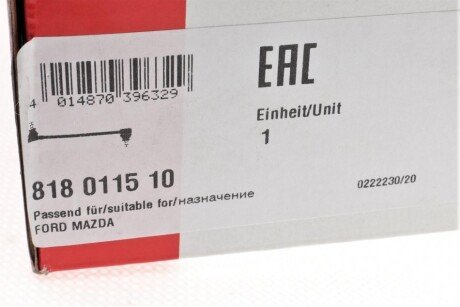 EAC
4 014870 396329
Einheit/Unit
1
818 0115 10
0222230/20
Passend für/suitable for/назначение
FORD MAZDA